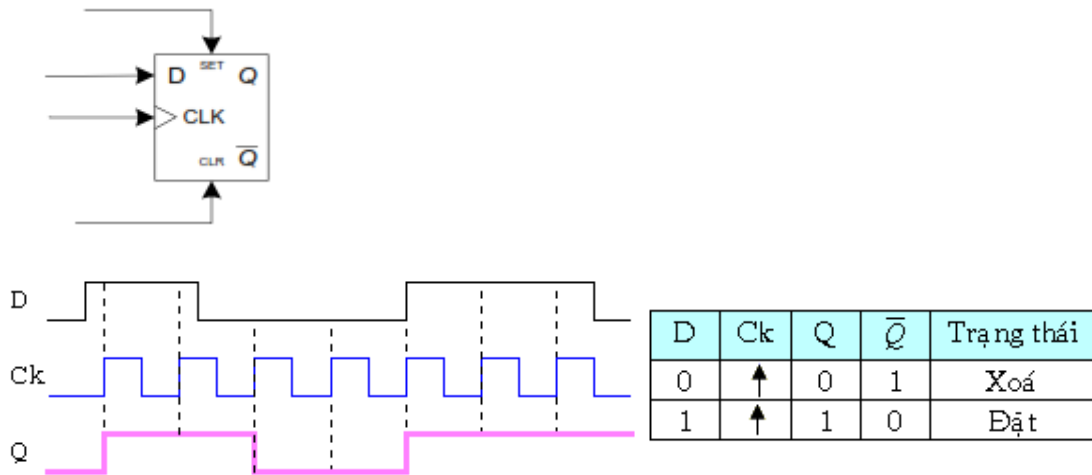 SET
D Q
CLK
CLR Q̅
D
Ck
Q
D Ck Q Q̅ Trạng thái
0 ↑ 0 1 Xoá
1 ↑ 1 0 Đặt